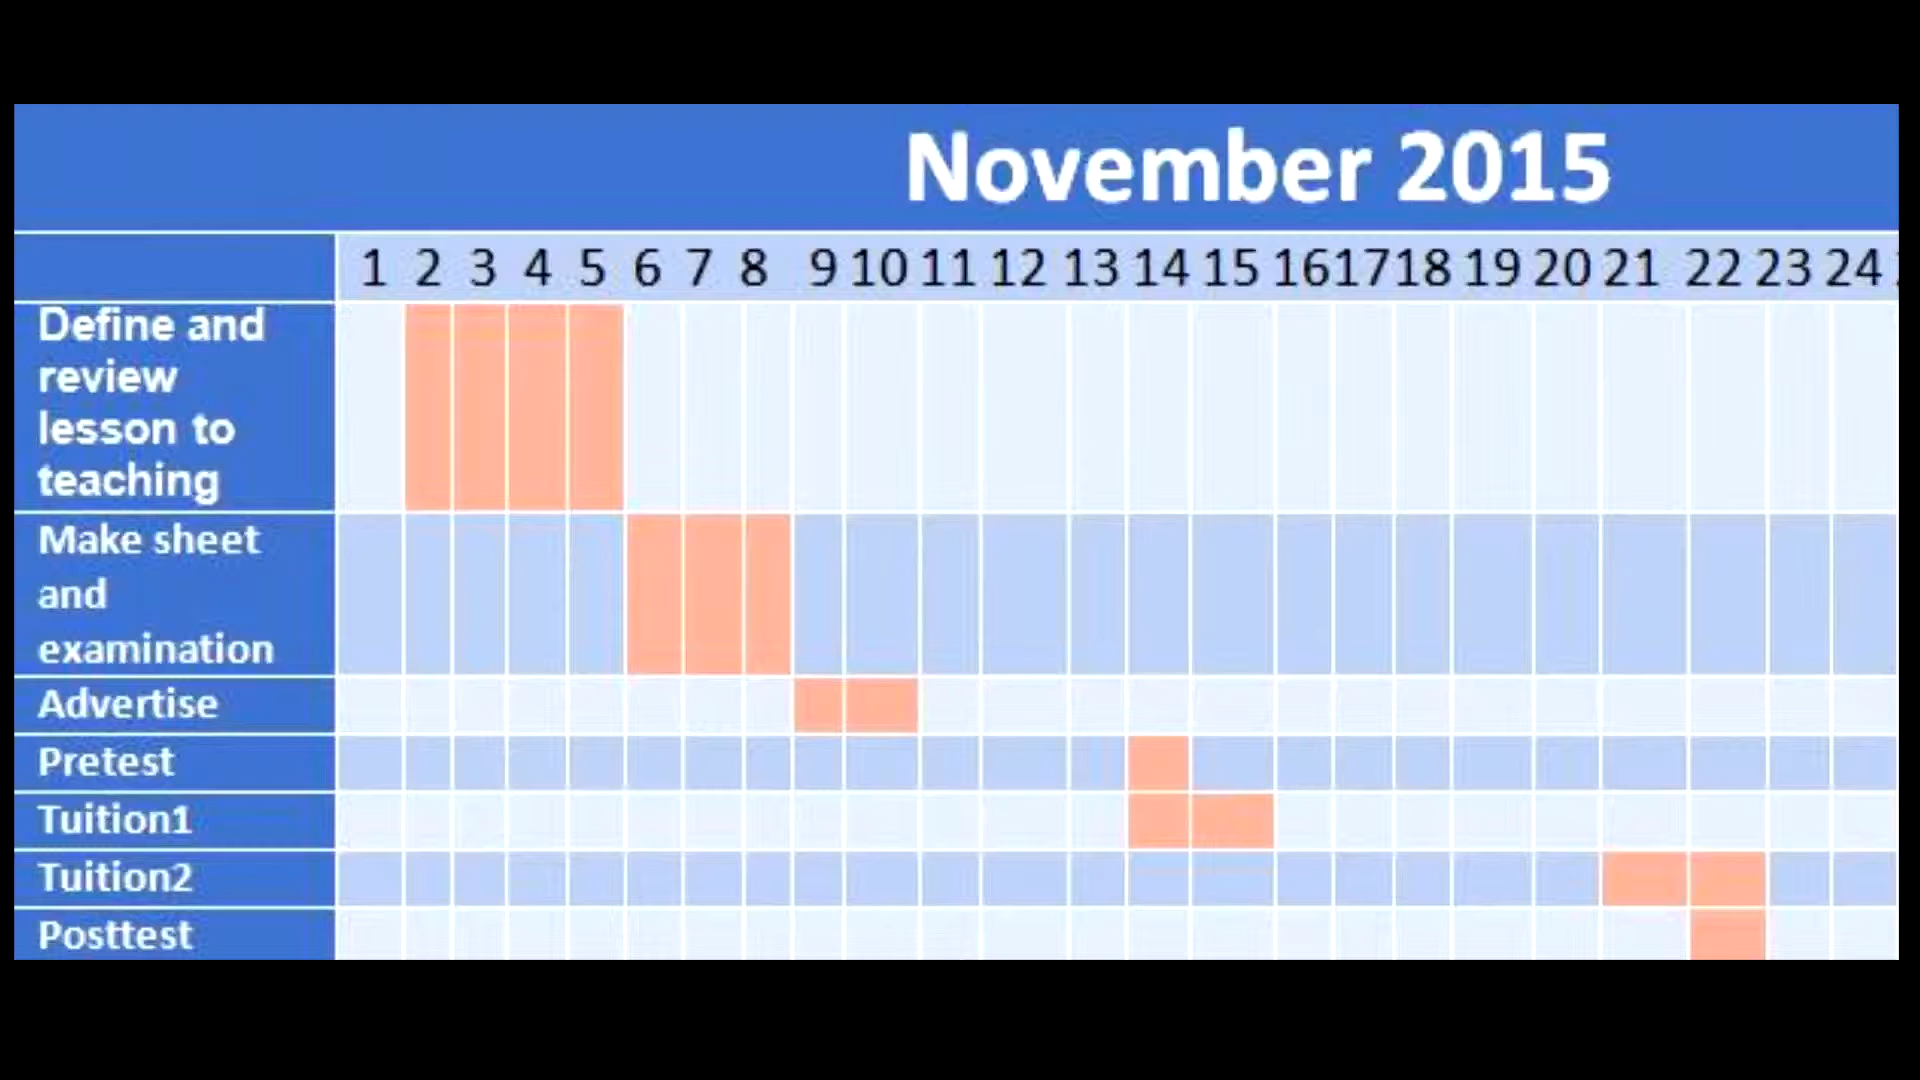 November 2015
1 2 3 4 5 6 7 8 9 10 11 12 13 14 15 16 17 18 19 20 21 22 23 24
Define and
review
lesson to
teaching
Make sheet
and
examination
Advertise
Pretest
Tuition1
Tuition2
Posttest